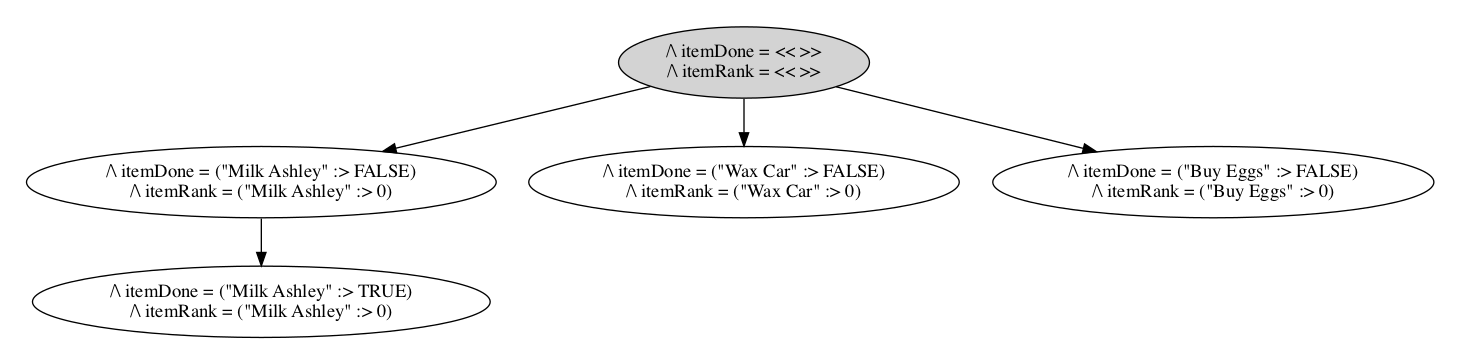 /\ itemDone = << >>
/\ itemRank = << >>
/\ itemDone = ("Milk Ashley" :> FALSE)
/\ itemRank = ("Milk Ashley" :> 0)
/\ itemDone = ("Wax Car" :> FALSE)
/\ itemRank = ("Wax Car" :> 0)
/\ itemDone = ("Buy Eggs" :> FALSE)
/\ itemRank = ("Buy Eggs" :> 0)
/\ itemDone = ("Milk Ashley" :> TRUE)
/\ itemRank = ("Milk Ashley" :> 0)